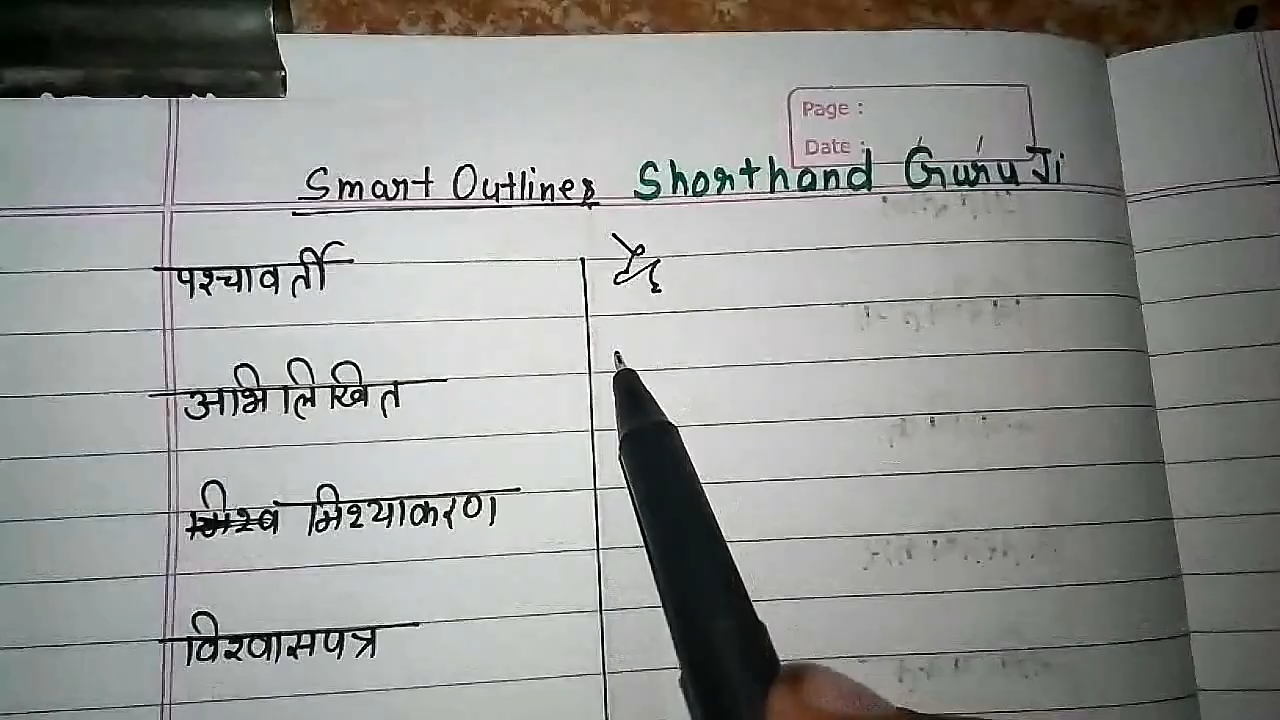 Page :
Date :
Smart Outlines Shorthand Guru Ji
पश्चावर्ती
अभिलिखित
मिश्याकरण
विश्वासपत्र